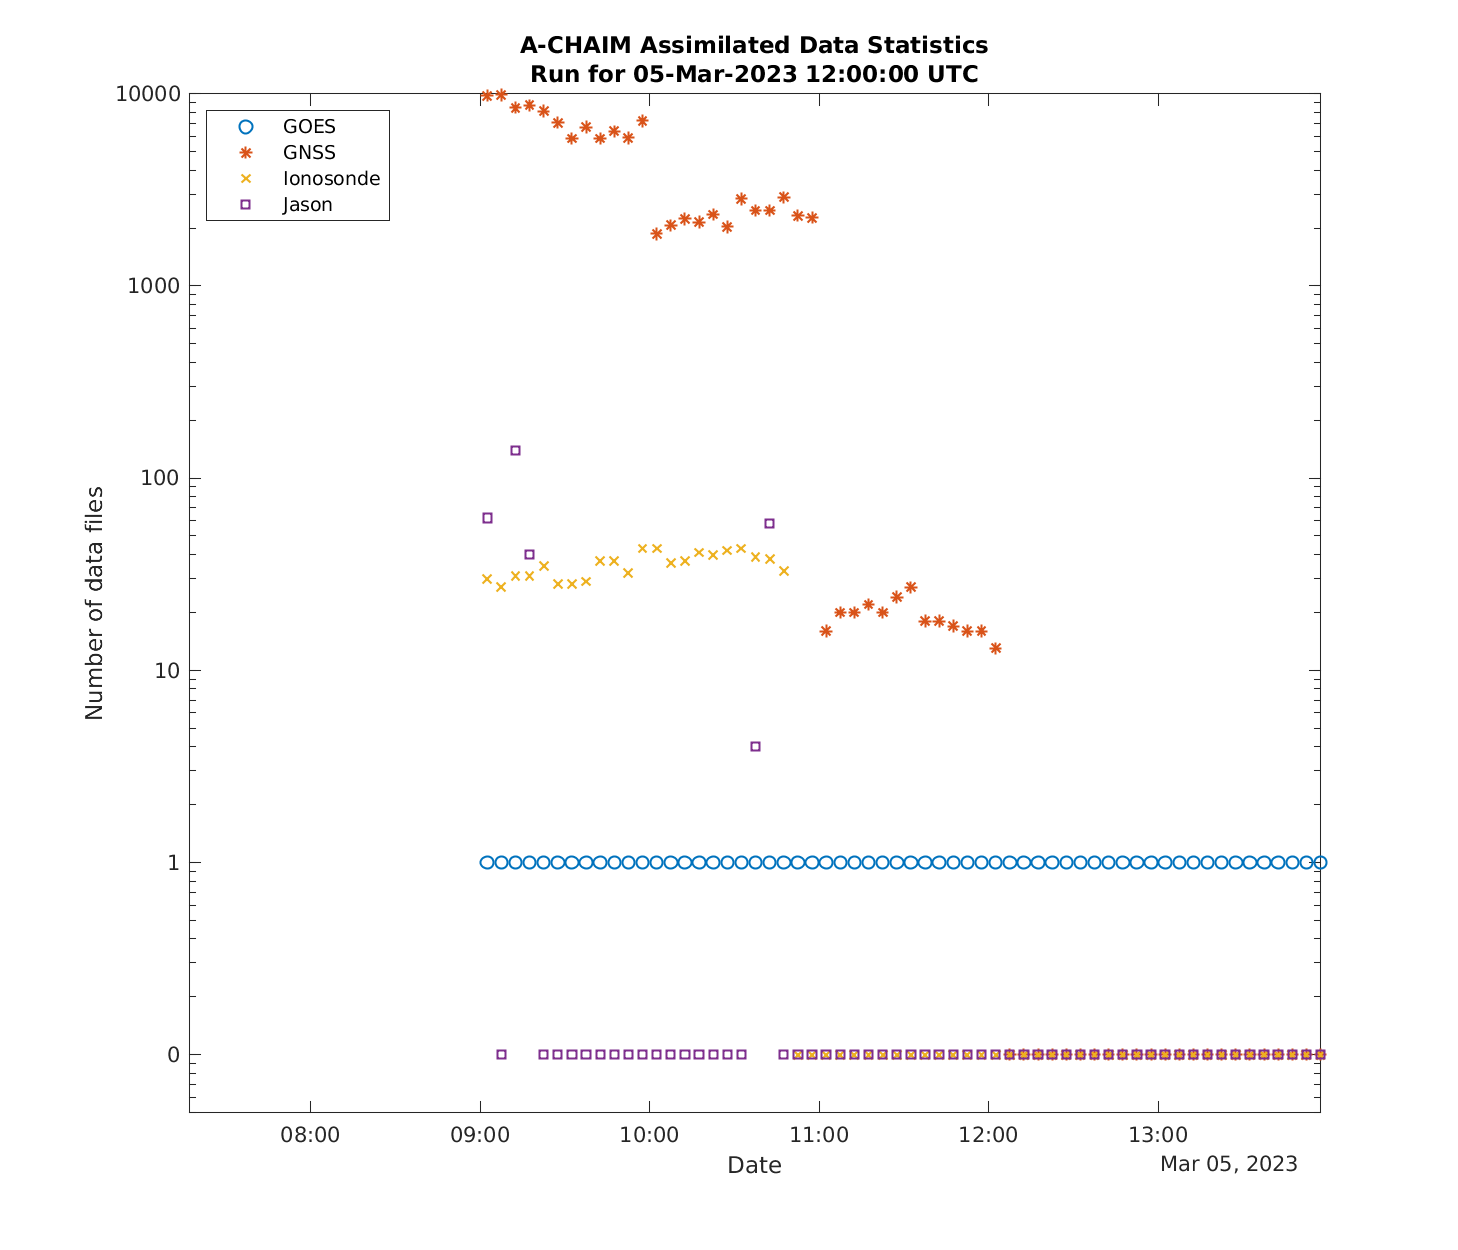 A-CHAIM Assimilated Data Statistics
Run for 05-Mar-2023 12:00:00 UTC
10000
1000
100
10
1
0
Number of data files
GOES
GNSS
Ionosonde
Jason
08:00
09:00
10:00
11:00
12:00
13:00
Date
Mar 05, 2023